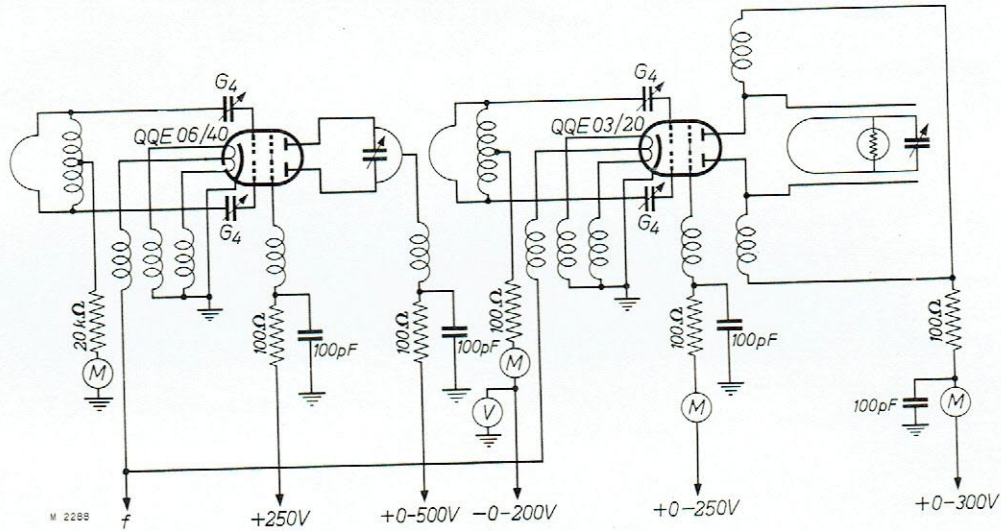 G4
G4
QQE 06/40
QQE 03/20
G4
G4
20kΩ
100Ω
100pF
100Ω
100pF
100Ω
100Ω
100pF
100Ω
100pF
M
M
V
M
M
M 2288
f
+250V
+0-500V
-0-200V
+0-250V
+0-300V